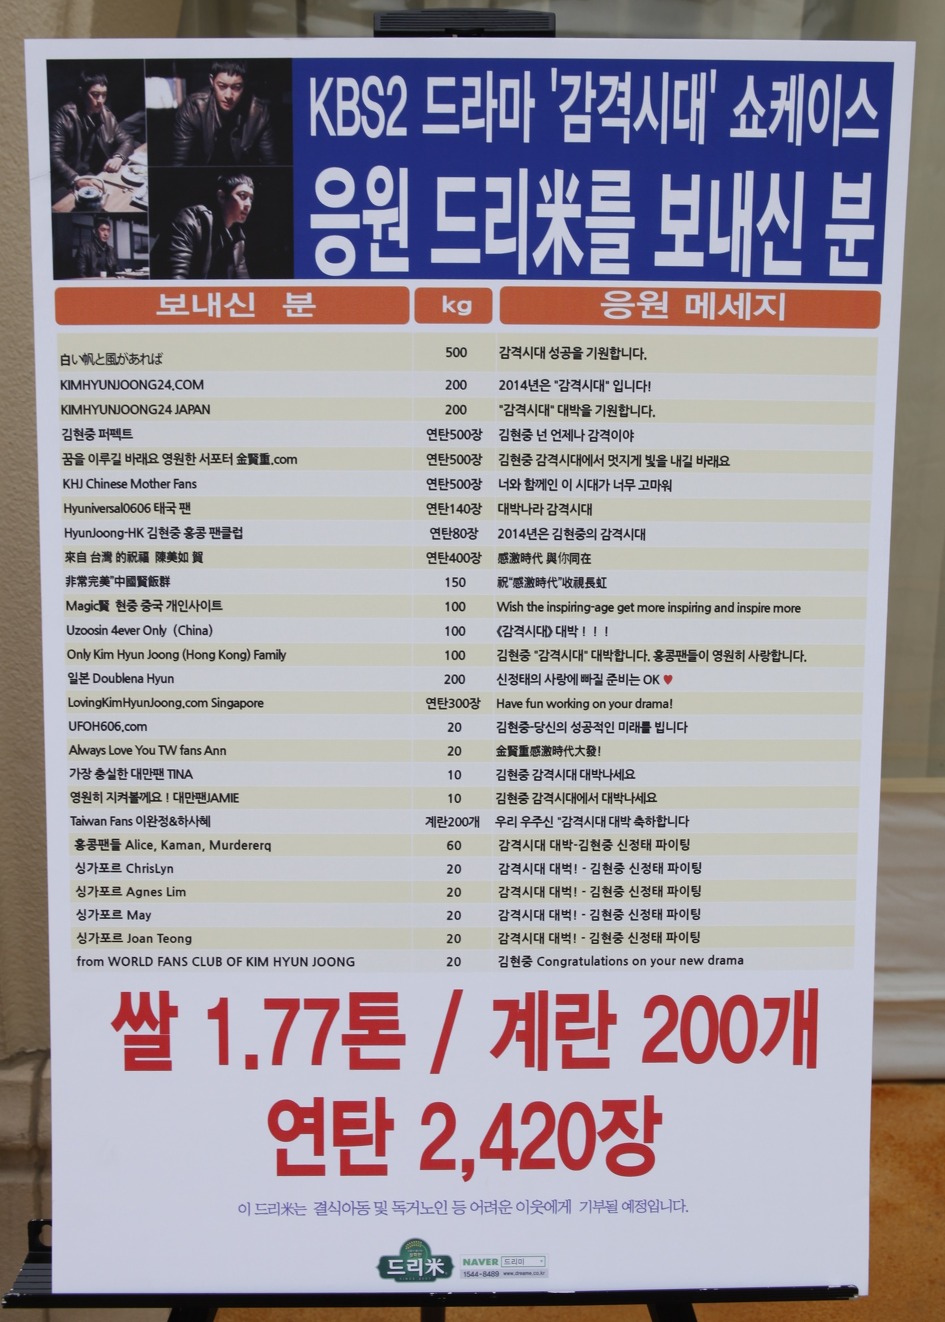 KBS2 드라마 '감격시대' 쇼케이스
응원 드리米를 보내신 분
보내신 분 kg 응원 메세지
白い帆と風があれば 500 감격시대 성공을 기원합니다.
KIMHYUNJOONG24.COM 200 2014년은 "감격시대" 입니다!
KIMHYUNJOONG24 JAPAN 200 "감격시대" 대박을 기원합니다.
김현중 퍼펙트 연탄500장 김현중 넌 언제나 감격이야
꿈을 이루길 바래요 영원한 서포터 金賢重.com 연탄500장 김현중 감격시대에서 멋지게 빛을 내길 바래요
KHJ Chinese Mother Fans 연탄500장 너와 함께인 이 시대가 너무 고마워
Hyuniversal0606 태국 팬 연탄140장 대박나라 감격시대
HyunJoong-HK 김현중 홍콩 팬클럽 연탄80장 2014년은 김현중의 감격시대
來自 台灣 的祝福 陳美如 賀 연탄400장 感激時代 與你同在
非常完美"中國賢飯群 150 祝"感激時代"收視長虹
Magic賢 현중 중국 개인사이트 100 Wish the inspiring-age get more inspiring and inspire more
Uzoosin 4ever Only (China) 100 《감격시대》 대박 ! ! !
Only Kim Hyun Joong (Hong Kong) Family 100 김현중 "감격시대" 대박합니다. 홍콩팬들이 영원히 사랑합니다.
일본 Doublena Hyun 200 신정태의 사랑에 빠질 준비는 OK ♥
LovingKimHyunJoong.com Singapore 연탄300장 Have fun working on your drama!
UFOH606.com 20 김현중-당신의 성공적인 미래를 빕니다
Always Love You TW fans Ann 20 金賢重感激時代大發!
가장 충실한 대만팬 TINA 10 김현중 감격시대 대박나세요
영원히 지켜볼께요 ! 대만팬JAMIE 10 김현중 감격시대에서 대박나세요
Taiwan Fans 이완정&하사혜 계란200개 우리 우주신 "감격시대 대박 축하합니다
홍콩팬들 Alice, Kaman, Murdererq 60 감격시대 대박-김현중 신정태 파이팅
싱가포르 ChrisLyn 20 감격시대 대벅! - 김현중 신정태 파이팅
싱가포르 Agnes Lim 20 감격시대 대벅! - 김현중 신정태 파이팅
싱가포르 May 20 감격시대 대벅! - 김현중 신정태 파이팅
싱가포르 Joan Teong 20 감격시대 대벅! - 김현중 신정태 파이팅
from WORLD FANS CLUB OF KIM HYUN JOONG 20 김현중 Congratulations on your new drama
쌀 1.77톤 / 계란 200개
연탄 2,420장
이 드리米는 결식아동 및 독거노인 등 어려운 이웃에게 기부될 예정입니다.
드리米 NAVER 드리미
1544-8489 www.dreame.co.kr